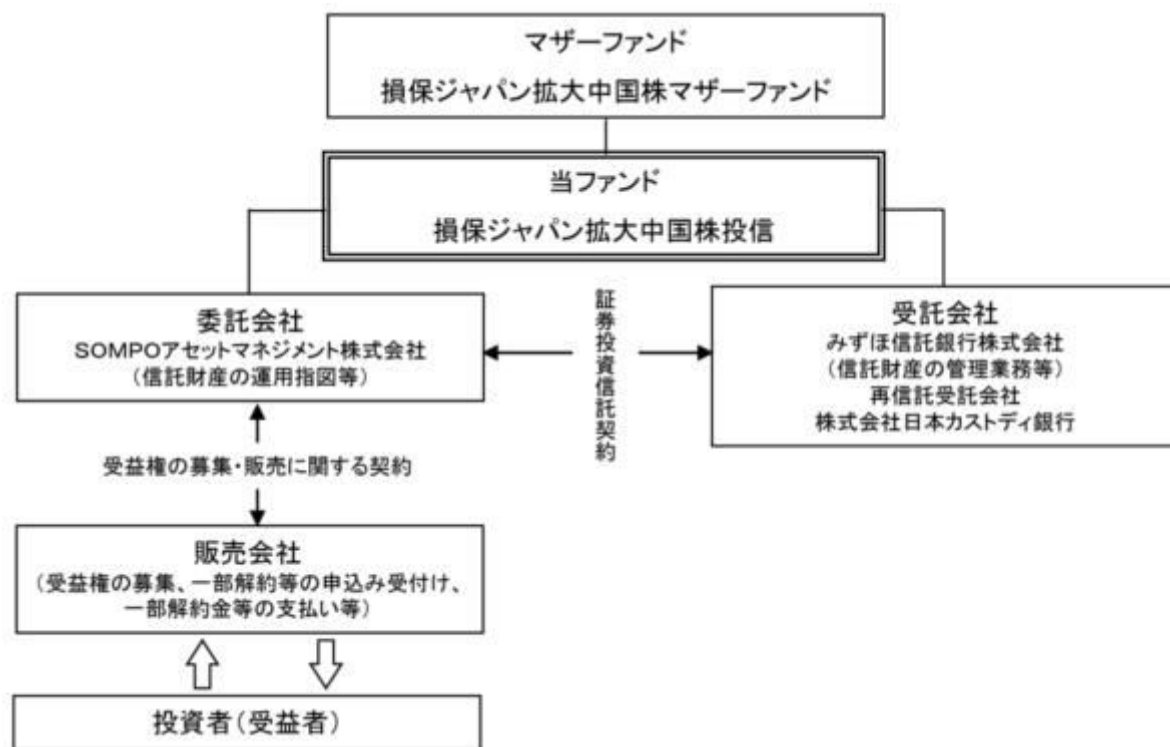 マザーファンド
損保ジャパン拡大中国株マザーファンド
当ファンド
損保ジャパン拡大中国株投信
委託会社
SOMPOアセットマネジメント株式会社
(信託財産の運用指図等)
証券投資信託契約
受託会社
みずほ信託銀行株式会社
(信託財産の管理業務等)
再信託受託会社
株式会社日本カストディ銀行
受益権の募集・販売に関する契約
販売会社
(受益権の募集、一部解約等の申込み受付け、
一部解約金等の支払い等)
投資者(受益者)